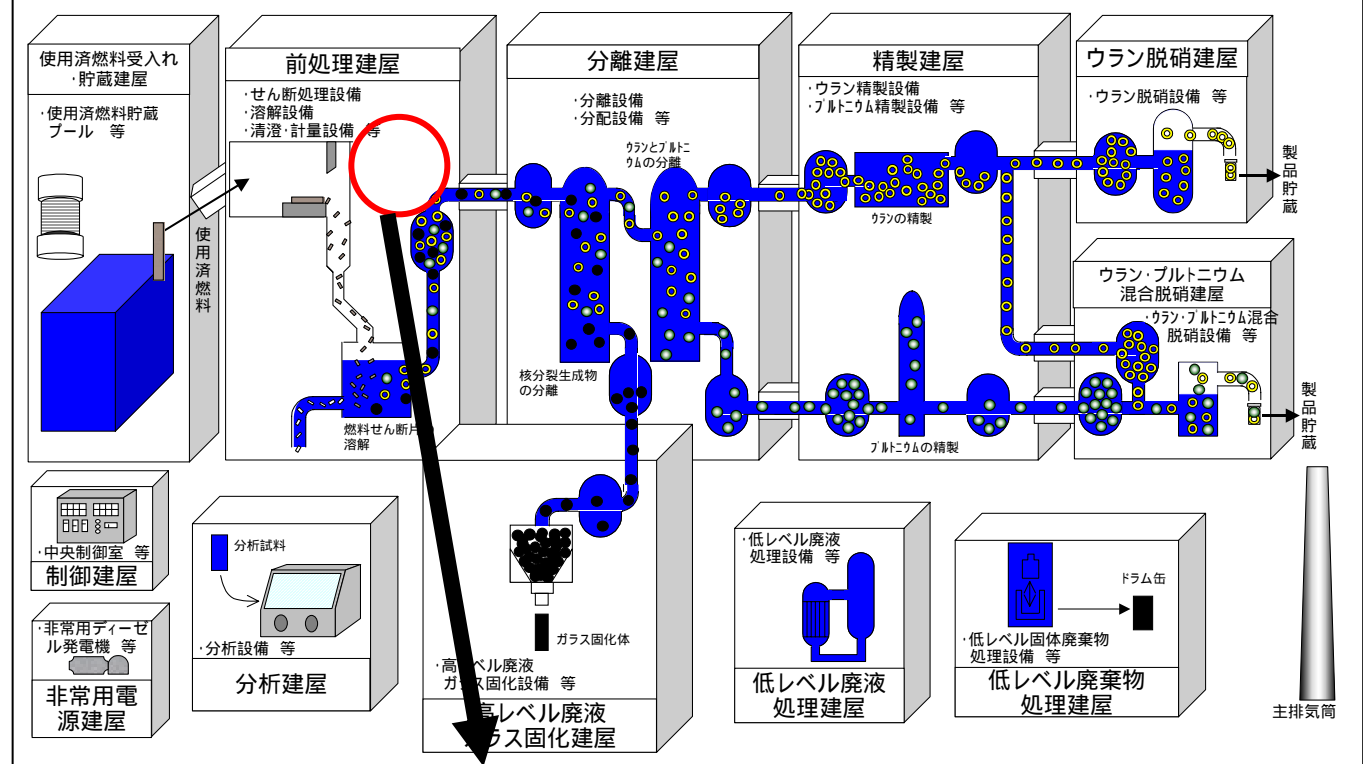 使用済燃料受入れ
・貯蔵建屋
・使用済燃料貯蔵
プール 等
使用済燃料
前処理建屋
・せん断処理設備
・溶解設備
・清澄・計量設備 等
燃料せん断片
溶解
分離建屋
・分離設備
・分配設備 等
ウランとプルトニ
ウムの分離
核分裂生成物
の分離
精製建屋
・ウラン精製設備
・プルトニウム精製設備 等
ウランの精製
プルトニウムの精製
ウラン脱硝建屋
・ウラン脱硝設備 等
製品貯蔵
ウラン・プルトニウム
混合脱硝建屋
・ウラン・プルトニウム混合
脱硝設備 等
製品貯蔵
・中央制御室 等
制御建屋
・非常用ディーゼ
ル発電機 等
非常用電
源建屋
分析試料
・分析設備 等
分析建屋
ガラス固化体
・高レベル廃液
ガラス固化設備 等
高レベル廃液
ガラス固化建屋
・低レベル廃液
処理設備 等
低レベル廃液
処理建屋
ドラム缶
・低レベル固体廃棄物
処理設備 等
低レベル廃棄物
処理建屋
主排気筒